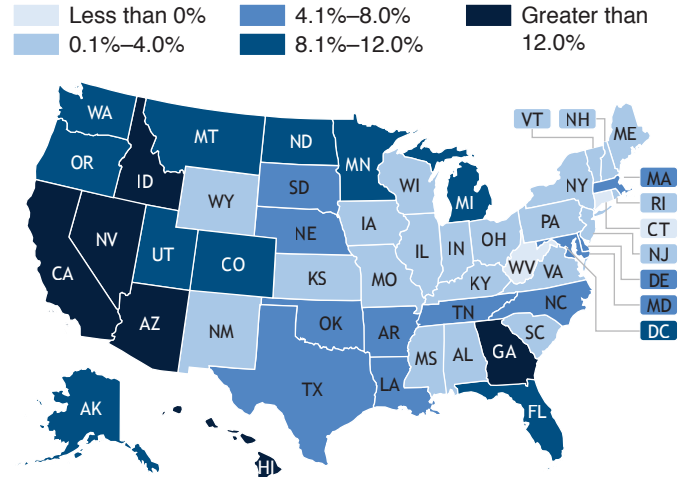 Less than 0%
0.1%–4.0%
4.1%–8.0%
8.1%–12.0%
Greater than
12.0%
WA
OR
ID
MT
ND
MN
WY
SD
WI
MI
NV
CA
UT
CO
NE
IA
IL
IN
OH
PA
NY
VT
NH
ME
MA
RI
CT
NJ
DE
MD
DC
AZ
NM
KS
MO
KY
WV
VA
OK
AR
TN
NC
SC
TX
LA
MS
AL
GA
FL
AK
HI